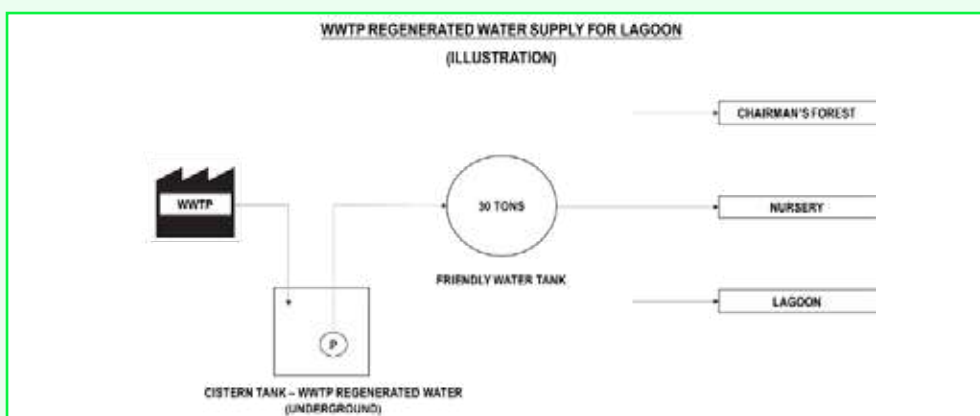 WWTP REGENERATED WATER SUPPLY FOR LAGOON
(ILLUSTRATION)
CHAIRMAN'S FOREST
WWTP
30 TONS
NURSERY
FRIENDLY WATER TANK
LAGOON
P
CISTERN TANK – WWTP REGENERATED WATER
(UNDERGROUND)